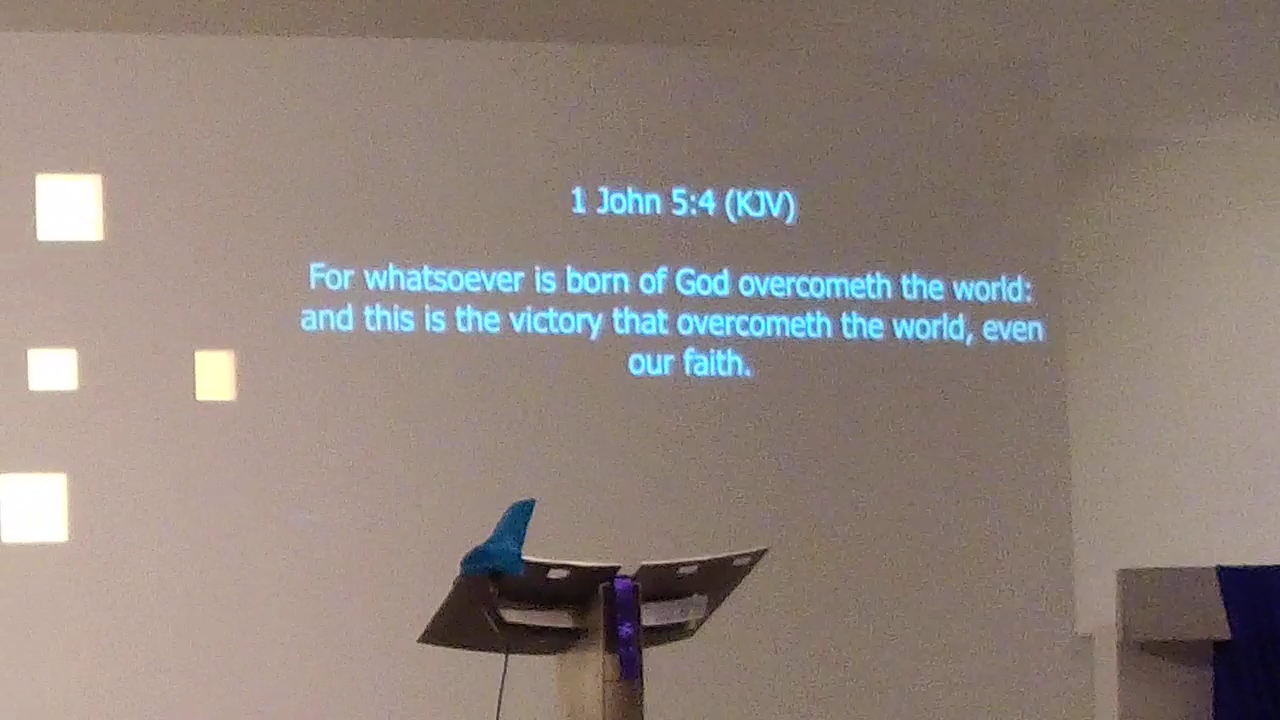 1 John 5:4 (KJV)
For whatsoever is born of God overcometh the world:
and this is the victory that overcometh the world, even
our faith.